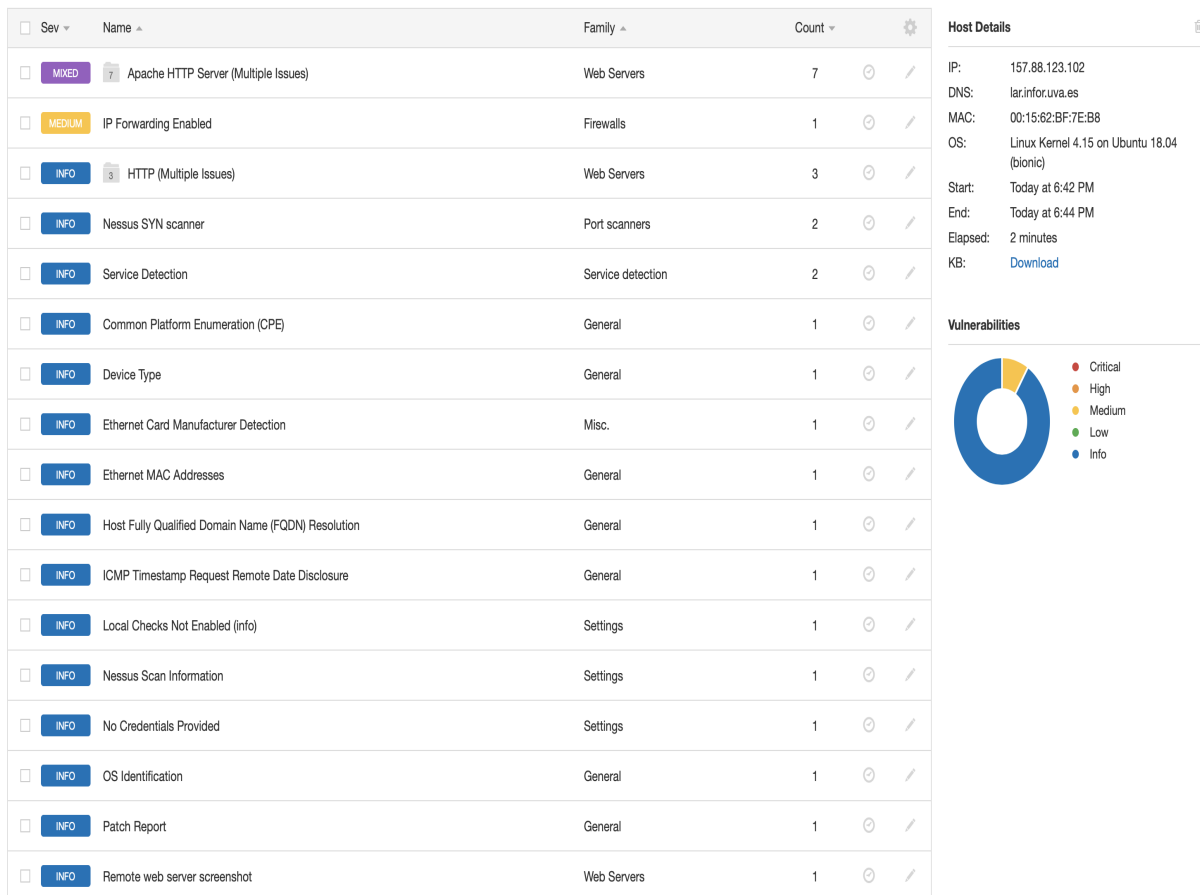 Sev Name Family Count
MIXED 7 Apache HTTP Server (Multiple Issues) Web Servers 7
MEDIUM IP Forwarding Enabled Firewalls 1
INFO 3 HTTP (Multiple Issues) Web Servers 3
INFO Nessus SYN scanner Port scanners 2
INFO Service Detection Service detection 2
INFO Common Platform Enumeration (CPE) General 1
INFO Device Type General 1
INFO Ethernet Card Manufacturer Detection Misc. 1
INFO Ethernet MAC Addresses General 1
INFO Host Fully Qualified Domain Name (FQDN) Resolution General 1
INFO ICMP Timestamp Request Remote Date Disclosure General 1
INFO Local Checks Not Enabled (info) Settings 1
INFO Nessus Scan Information Settings 1
INFO No Credentials Provided Settings 1
INFO OS Identification General 1
INFO Patch Report General 1
INFO Remote web server screenshot Web Servers 1
Host Details
IP: 157.88.123.102
DNS: lar.infor.uva.es
MAC: 00:15:62:BF:7E:B8
OS: Linux Kernel 4.15 on Ubuntu 18.04
(bionic)
Start: Today at 6:42 PM
End: Today at 6:44 PM
Elapsed: 2 minutes
KB: Download
Vulnerabilities
Critical
High
Medium
Low
Info